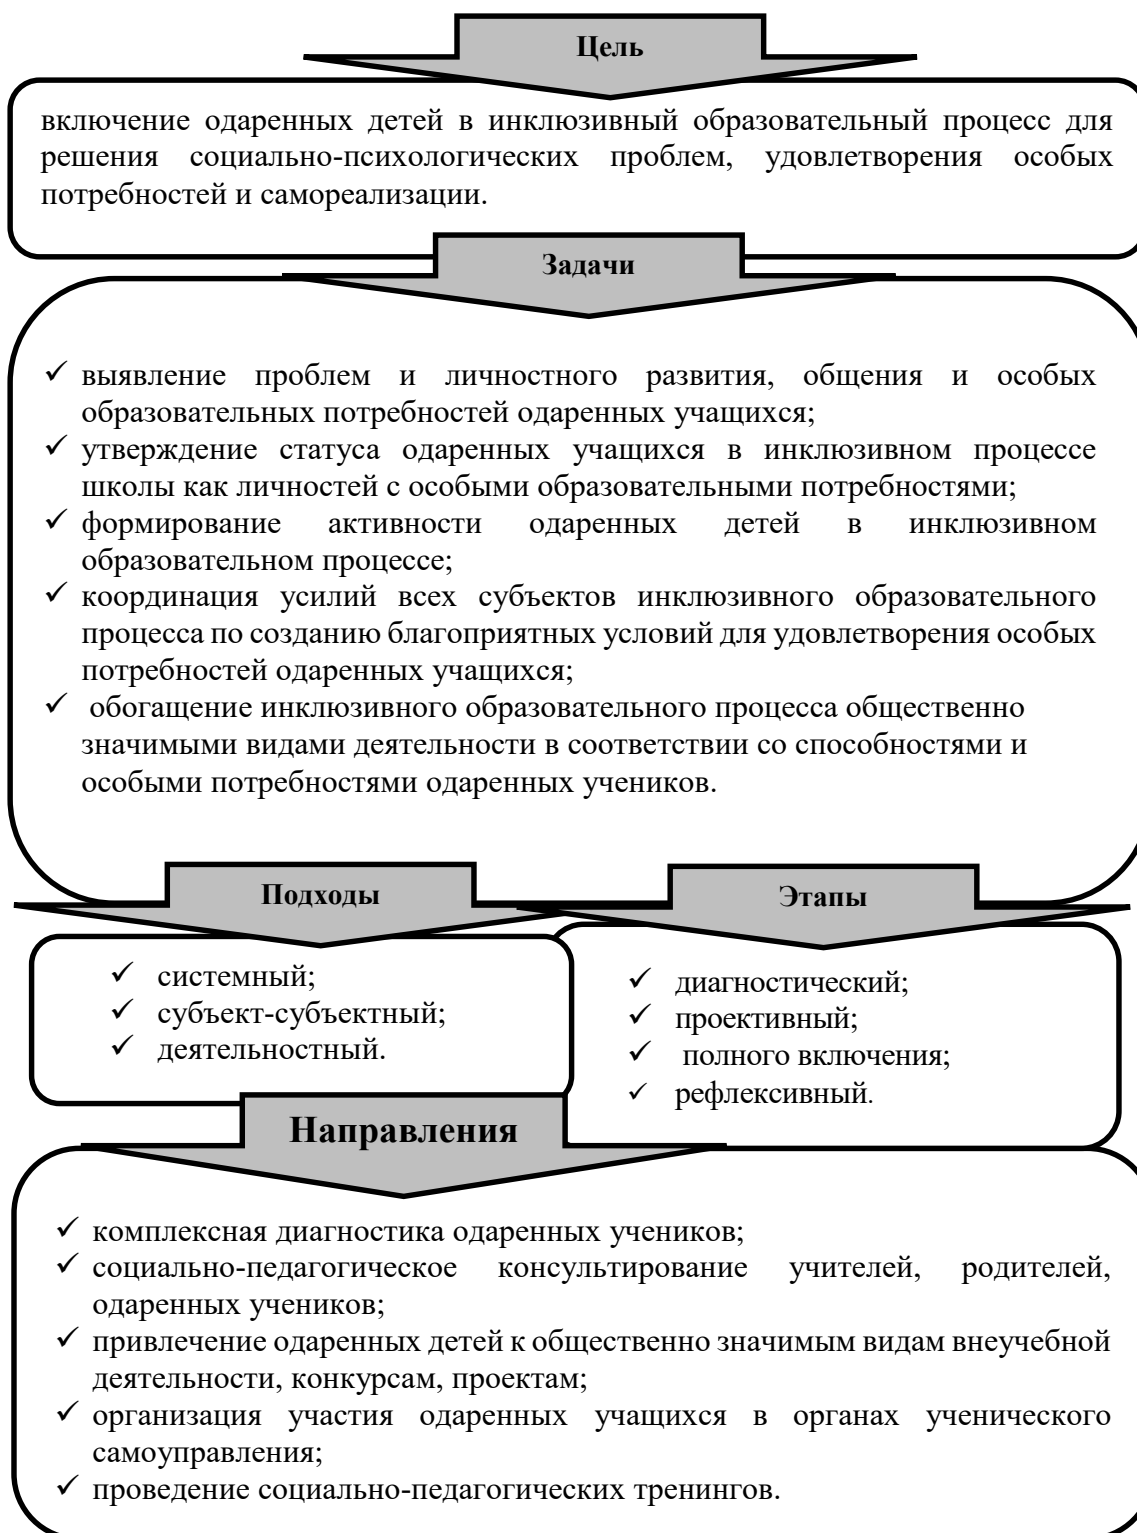 Цель
включение одаренных детей в инклюзивный образовательный процесс для
решения социально-психологических проблем, удовлетворения особых
потребностей и самореализации.
Задачи
✓ выявление проблем и личностного развития, общения и особых
образовательных потребностей одаренных учащихся;
✓ утверждение статуса одаренных учащихся в инклюзивном процессе
школы как личностей с особыми образовательными потребностями;
✓ формирование активности одаренных детей в инклюзивном
образовательном процессе;
✓ координация усилий всех субъектов инклюзивного образовательного
процесса по созданию благоприятных условий для удовлетворения особых
потребностей одаренных учащихся;
✓ обогащение инклюзивного образовательного процесса общественно
значимыми видами деятельности в соответствии со способностями и
особыми потребностями одаренных учеников.
Подходы
✓ системный;
✓ субъект-субъектный;
✓ деятельностный.
Этапы
✓ диагностический;
✓ проективный;
✓ полного включения;
✓ рефлексивный.
Направления
✓ комплексная диагностика одаренных учеников;
✓ социально-педагогическое консультирование учителей, родителей,
одаренных учеников;
✓ привлечение одаренных детей к общественно значимым видам внеучебной
деятельности, конкурсам, проектам;
✓ организация участия одаренных учащихся в органах ученического
самоуправления;
✓ проведение социально-педагогических тренингов.